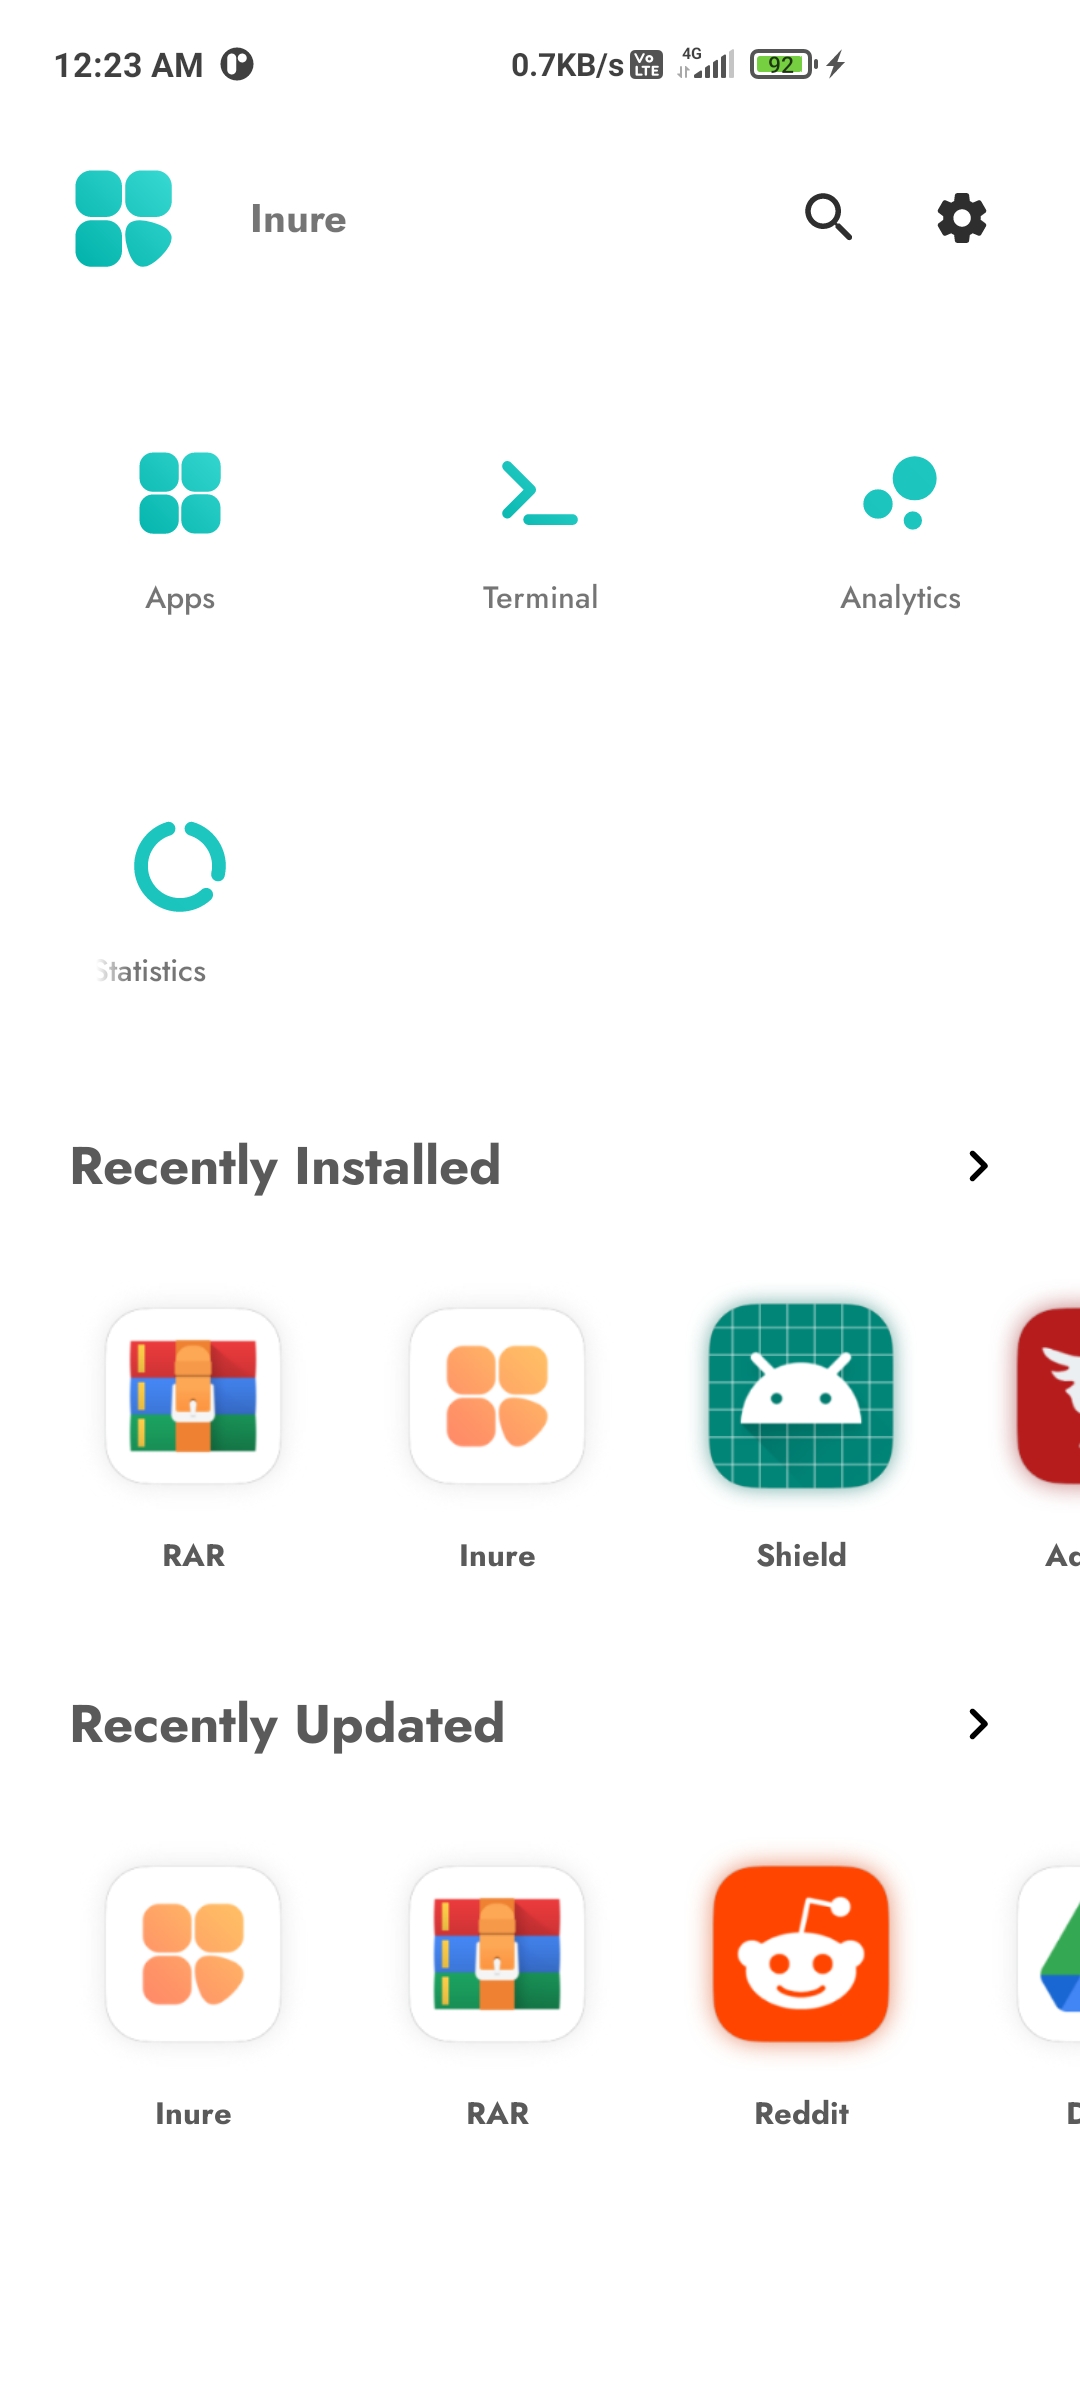 12:23 AM 0.7KB/s Vo LTE 4G 92
Inure
Apps Terminal Analytics
Statistics
Recently Installed
RAR Inure Shield
Recently Updated
Inure RAR Reddit